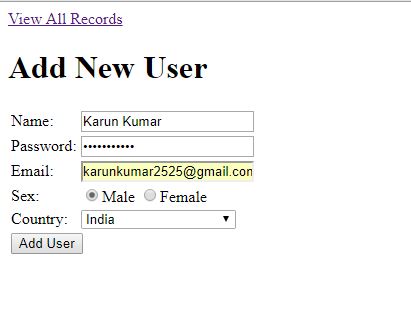 View All Records
Add New User
Name: Karun Kumar
Password: •••••••••••
Email: karunkumar2525@gmail.com
Sex: Male Female
Country: India
Add User